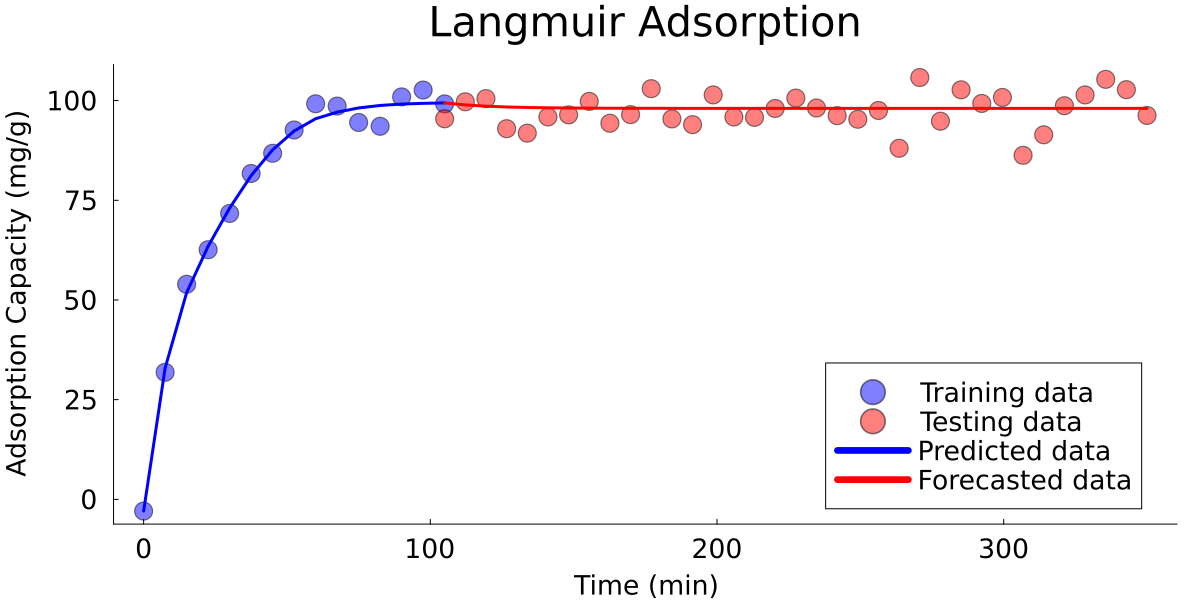 Langmuir Adsorption
Adsorption Capacity (mg/g)
100
75
50
25
0
0 100 200 300
Time (min)
Training data
Testing data
Predicted data
Forecasted data